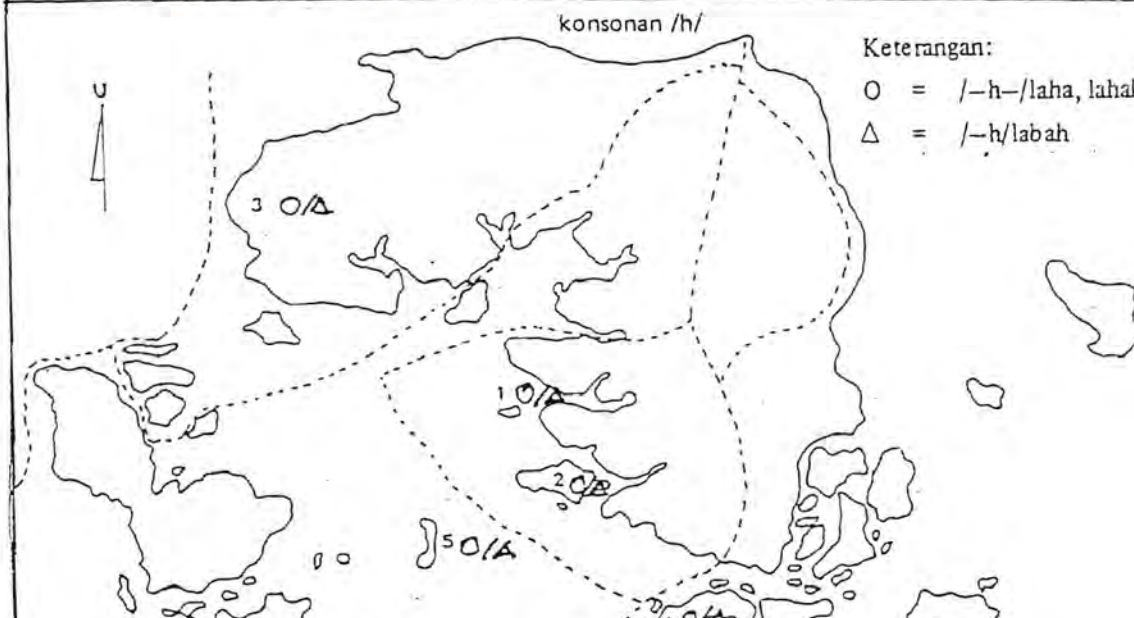 konsonan /h/
Keterangan:
O = /–h–/laha, lahal
Δ = /–h/labah
U
3 O/Δ
1 O/Δ
2 O/Δ
5 O/Δ
O/Δ